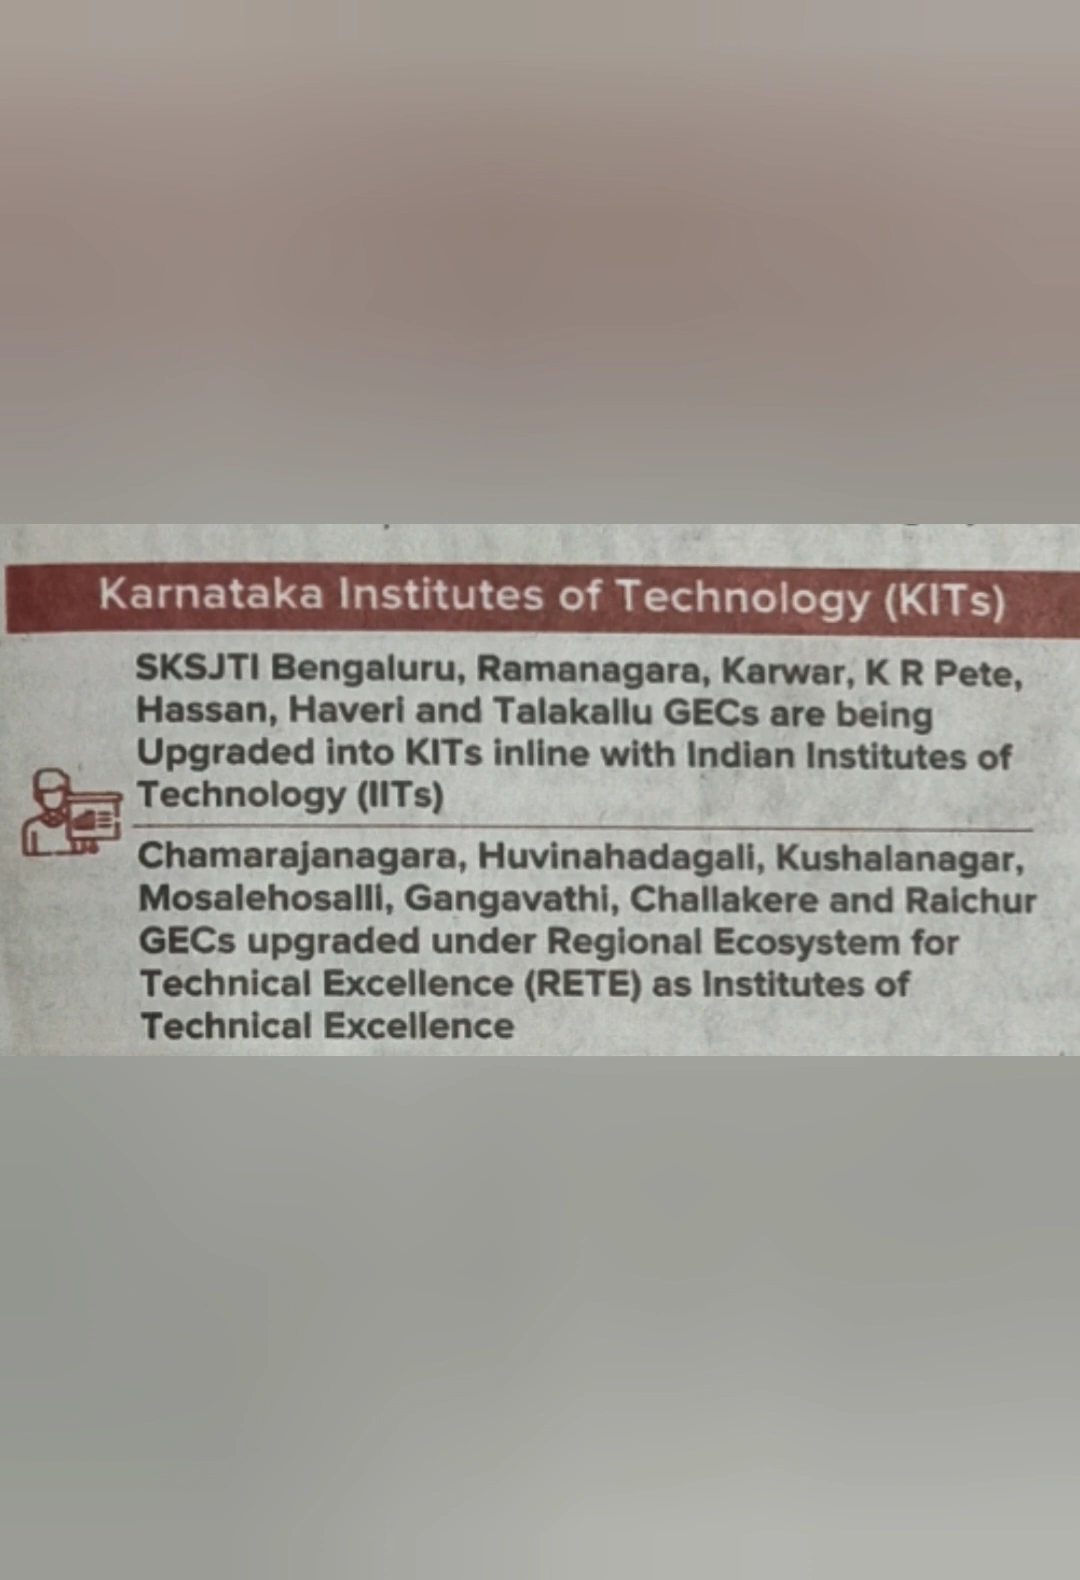 Karnataka Institutes of Technology (KITs)
SKSJTI Bengaluru, Ramanagara, Karwar, K R Pete,
Hassan, Haveri and Talakallu GECs are being
Upgraded into KITs inline with Indian Institutes of
Technology (IITs)
Chamarajanagara, Huvinahadagali, Kushalanagar,
Mosalehosalli, Gangavathi, Challakere and Raichur
GECs upgraded under Regional Ecosystem for
Technical Excellence (RETE) as Institutes of
Technical Excellence